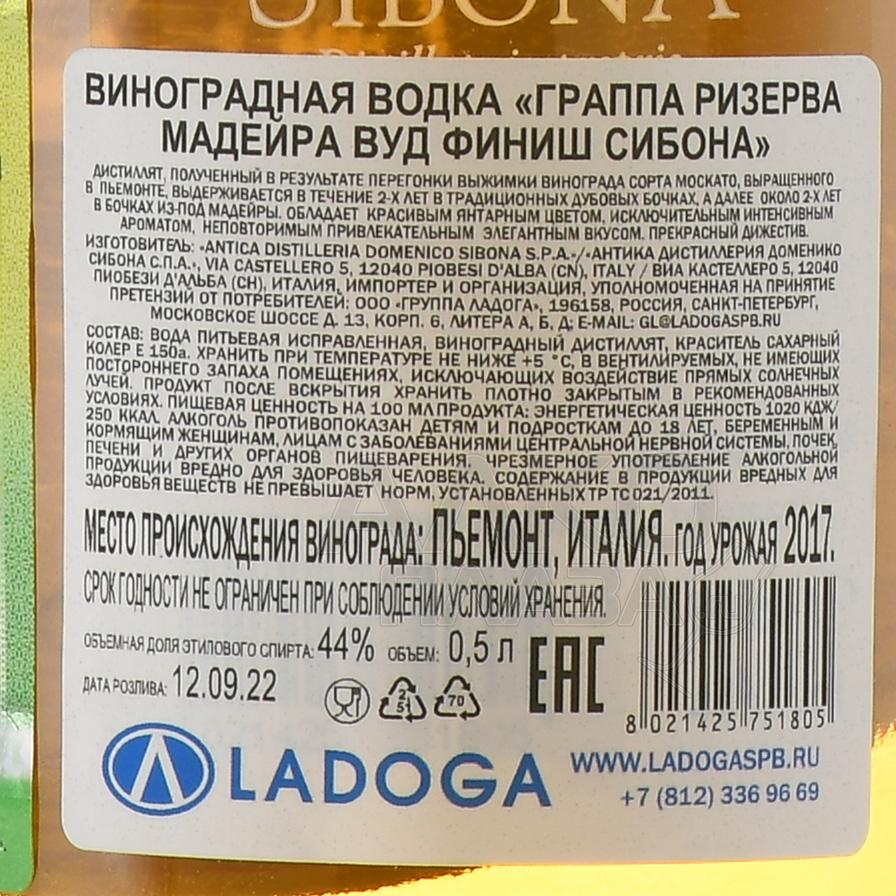 SIBONA
ВИНОГРАДНАЯ ВОДКА «ГРАППА РИЗЕРВА
МАДЕЙРА ВУД ФИНИШ СИБОНА»
ДИСТИЛЛЯТ, ПОЛУЧЕННЫЙ В РЕЗУЛЬТАТЕ ПЕРЕГОНКИ ВЫЖИМКИ ВИНОГРАДА СОРТА МОСКАТО, ВЫРАЩЕННОГО
В ПЬЕМОНТЕ, ВЫДЕРЖИВАЕТСЯ В ТЕЧЕНИЕ 2-Х ЛЕТ В ТРАДИЦИОННЫХ ДУБОВЫХ БОЧКАХ, А ДАЛЕЕ ОКОЛО 2-Х ЛЕТ
В БОЧКАХ ИЗ-ПОД МАДЕЙРЫ. ОБЛАДАЕТ КРАСИВЫМ ЯНТАРНЫМ ЦВЕТОМ, ИСКЛЮЧИТЕЛЬНЫМ ИНТЕНСИВНЫМ
АРОМАТОМ, НЕПОВТОРИМЫМ ПРИВЛЕКАТЕЛЬНЫМ ЭЛЕГАНТНЫМ ВКУСОМ. ПРЕКРАСНЫЙ ДИЖЕСТИВ.
ИЗГОТОВИТЕЛЬ: «ANTICA DISTILLERIA DOMENICO SIBONA S.P.A.»/«АНТИКА ДИСТИЛЛЕРИЯ ДОМЕНИКО
СИБОНА С.П.А.», VIA CASTELLERO 5, 12040 PIOBESI D'ALBA (CN), ITALY / ВИА КАСТЕЛЛЕРО 5, 12040
ПИОБЕЗИ Д'АЛЬБА (CH), ИТАЛИЯ, ИМПОРТЕР И ОРГАНИЗАЦИЯ, УПОЛНОМОЧЕННАЯ НА ПРИНЯТИЕ
ПРЕТЕНЗИЙ ОТ ПОТРЕБИТЕЛЕЙ: ООО «ГРУППА ЛАДОГА», 196158, РОССИЯ, САНКТ-ПЕТЕРБУРГ,
МОСКОВСКОЕ ШОССЕ Д. 13, КОРП. 6, ЛИТЕРА А, Б, Д; E-MAIL: GL@LADOGASPB.RU
СОСТАВ: ВОДА ПИТЬЕВАЯ ИСПРАВЛЕННАЯ, ВИНОГРАДНЫЙ ДИСТИЛЛЯТ, КРАСИТЕЛЬ САХАРНЫЙ
КОЛЕР Е 150а. ХРАНИТЬ ПРИ ТЕМПЕРАТУРЕ НЕ НИЖЕ +5 °С, В ВЕНТИЛИРУЕМЫХ, НЕ ИМЕЮЩИХ
ПОСТОРОННЕГО ЗАПАХА ПОМЕЩЕНИЯХ, ИСКЛЮЧАЮЩИХ ВОЗДЕЙСТВИЕ ПРЯМЫХ СОЛНЕЧНЫХ
ЛУЧЕЙ. ПРОДУКТ ПОСЛЕ ВСКРЫТИЯ ХРАНИТЬ ПЛОТНО ЗАКРЫТЫМ В РЕКОМЕНДОВАННЫХ
УСЛОВИЯХ. ПИЩЕВАЯ ЦЕННОСТЬ НА 100 МЛ ПРОДУКТА: ЭНЕРГЕТИЧЕСКАЯ ЦЕННОСТЬ 1020 КДЖ/
250 ККАЛ. АЛКОГОЛЬ ПРОТИВОПОКАЗАН ДЕТЯМ И ПОДРОСТКАМ ДО 18 ЛЕТ, БЕРЕМЕННЫМ И
КОРМЯЩИМ ЖЕНЩИНАМ, ЛИЦАМ С ЗАБОЛЕВАНИЯМИ ЦЕНТРАЛЬНОЙ НЕРВНОЙ СИСТЕМЫ, ПОЧЕК,
ПЕЧЕНИ И ДРУГИХ ОРГАНОВ ПИЩЕВАРЕНИЯ. ЧРЕЗМЕРНОЕ УПОТРЕБЛЕНИЕ АЛКОГОЛЬНОЙ
ПРОДУКЦИИ ВРЕДНО ДЛЯ ЗДОРОВЬЯ ЧЕЛОВЕКА. СОДЕРЖАНИЕ В ПРОДУКЦИИ ВРЕДНЫХ ДЛЯ
ЗДОРОВЬЯ ВЕЩЕСТВ НЕ ПРЕВЫШАЕТ НОРМ, УСТАНОВЛЕННЫХ ТР ТС 021/2011.
МЕСТО ПРОИСХОЖДЕНИЯ ВИНОГРАДА: ПЬЕМОНТ, ИТАЛИЯ. ГОД УРОЖАЯ 2017.
СРОК ГОДНОСТИ НЕ ОГРАНИЧЕН ПРИ СОБЛЮДЕНИИ УСЛОВИЙ ХРАНЕНИЯ.
ОБЪЕМНАЯ ДОЛЯ ЭТИЛОВОГО СПИРТА: 44% ОБЪЕМ: 0,5 л
ДАТА РОЗЛИВА: 12.09.22
EAC
8 021425 751805
LADOGA
WWW.LADOGASPB.RU
+7 (812) 336 96 69